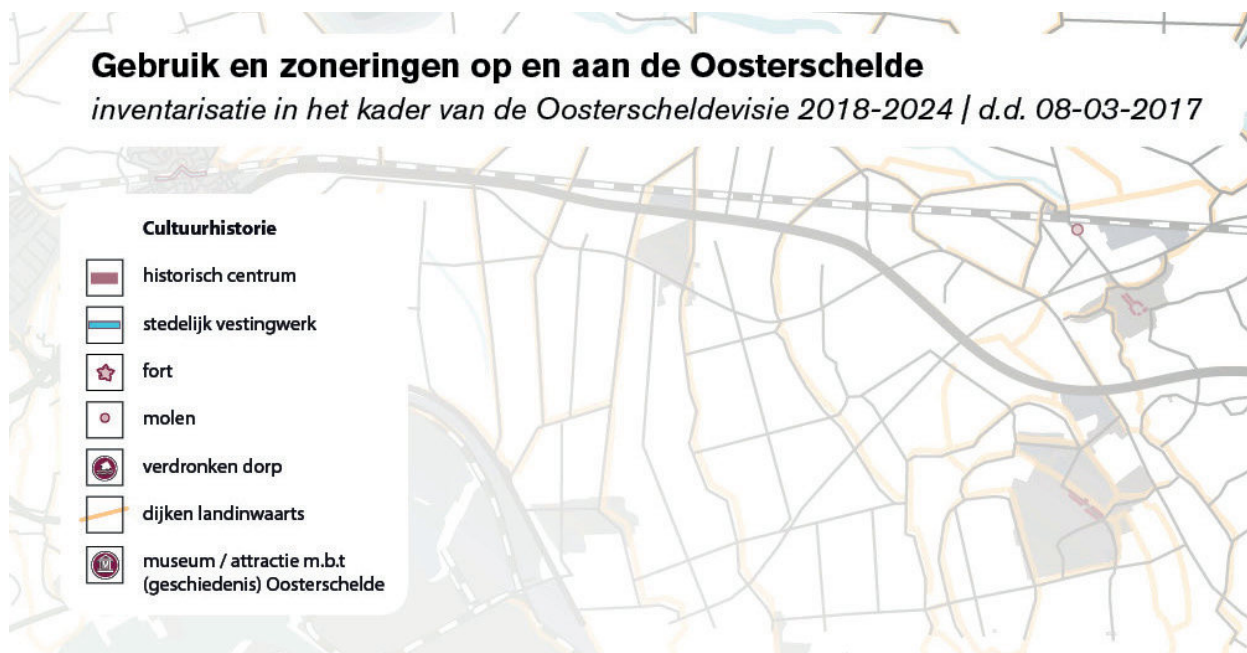 Gebruik en zoneringen op en aan de Oosterschelde
inventarisatie in het kader van de Oosterscheldevisie 2018-2024 | d.d. 08-03-2017
Cultuurhistorie
historisch centrum
stedelijk vestingwerk
fort
molen
verdronken dorp
dijken landinwaarts
museum / attractie m.b.t
(geschiedenis) Oosterschelde